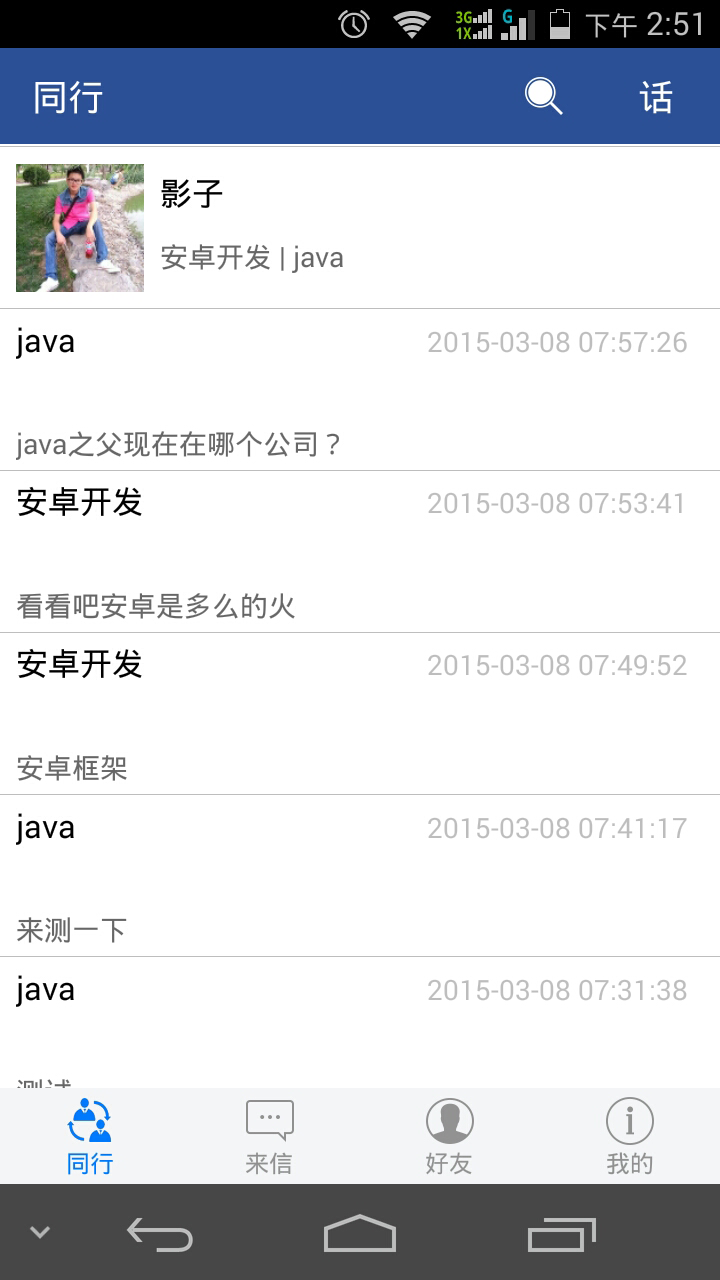 3G 1X G 下午 2:51
同行 话
影子
安卓开发 | java
java 2015-03-08 07:57:26
java之父现在在哪个公司？
安卓开发 2015-03-08 07:53:41
看看吧安卓是多么的火
安卓开发 2015-03-08 07:49:52
安卓框架
java 2015-03-08 07:41:17
来测一下
java 2015-03-08 07:31:38
测试
同行 来信 好友 我的